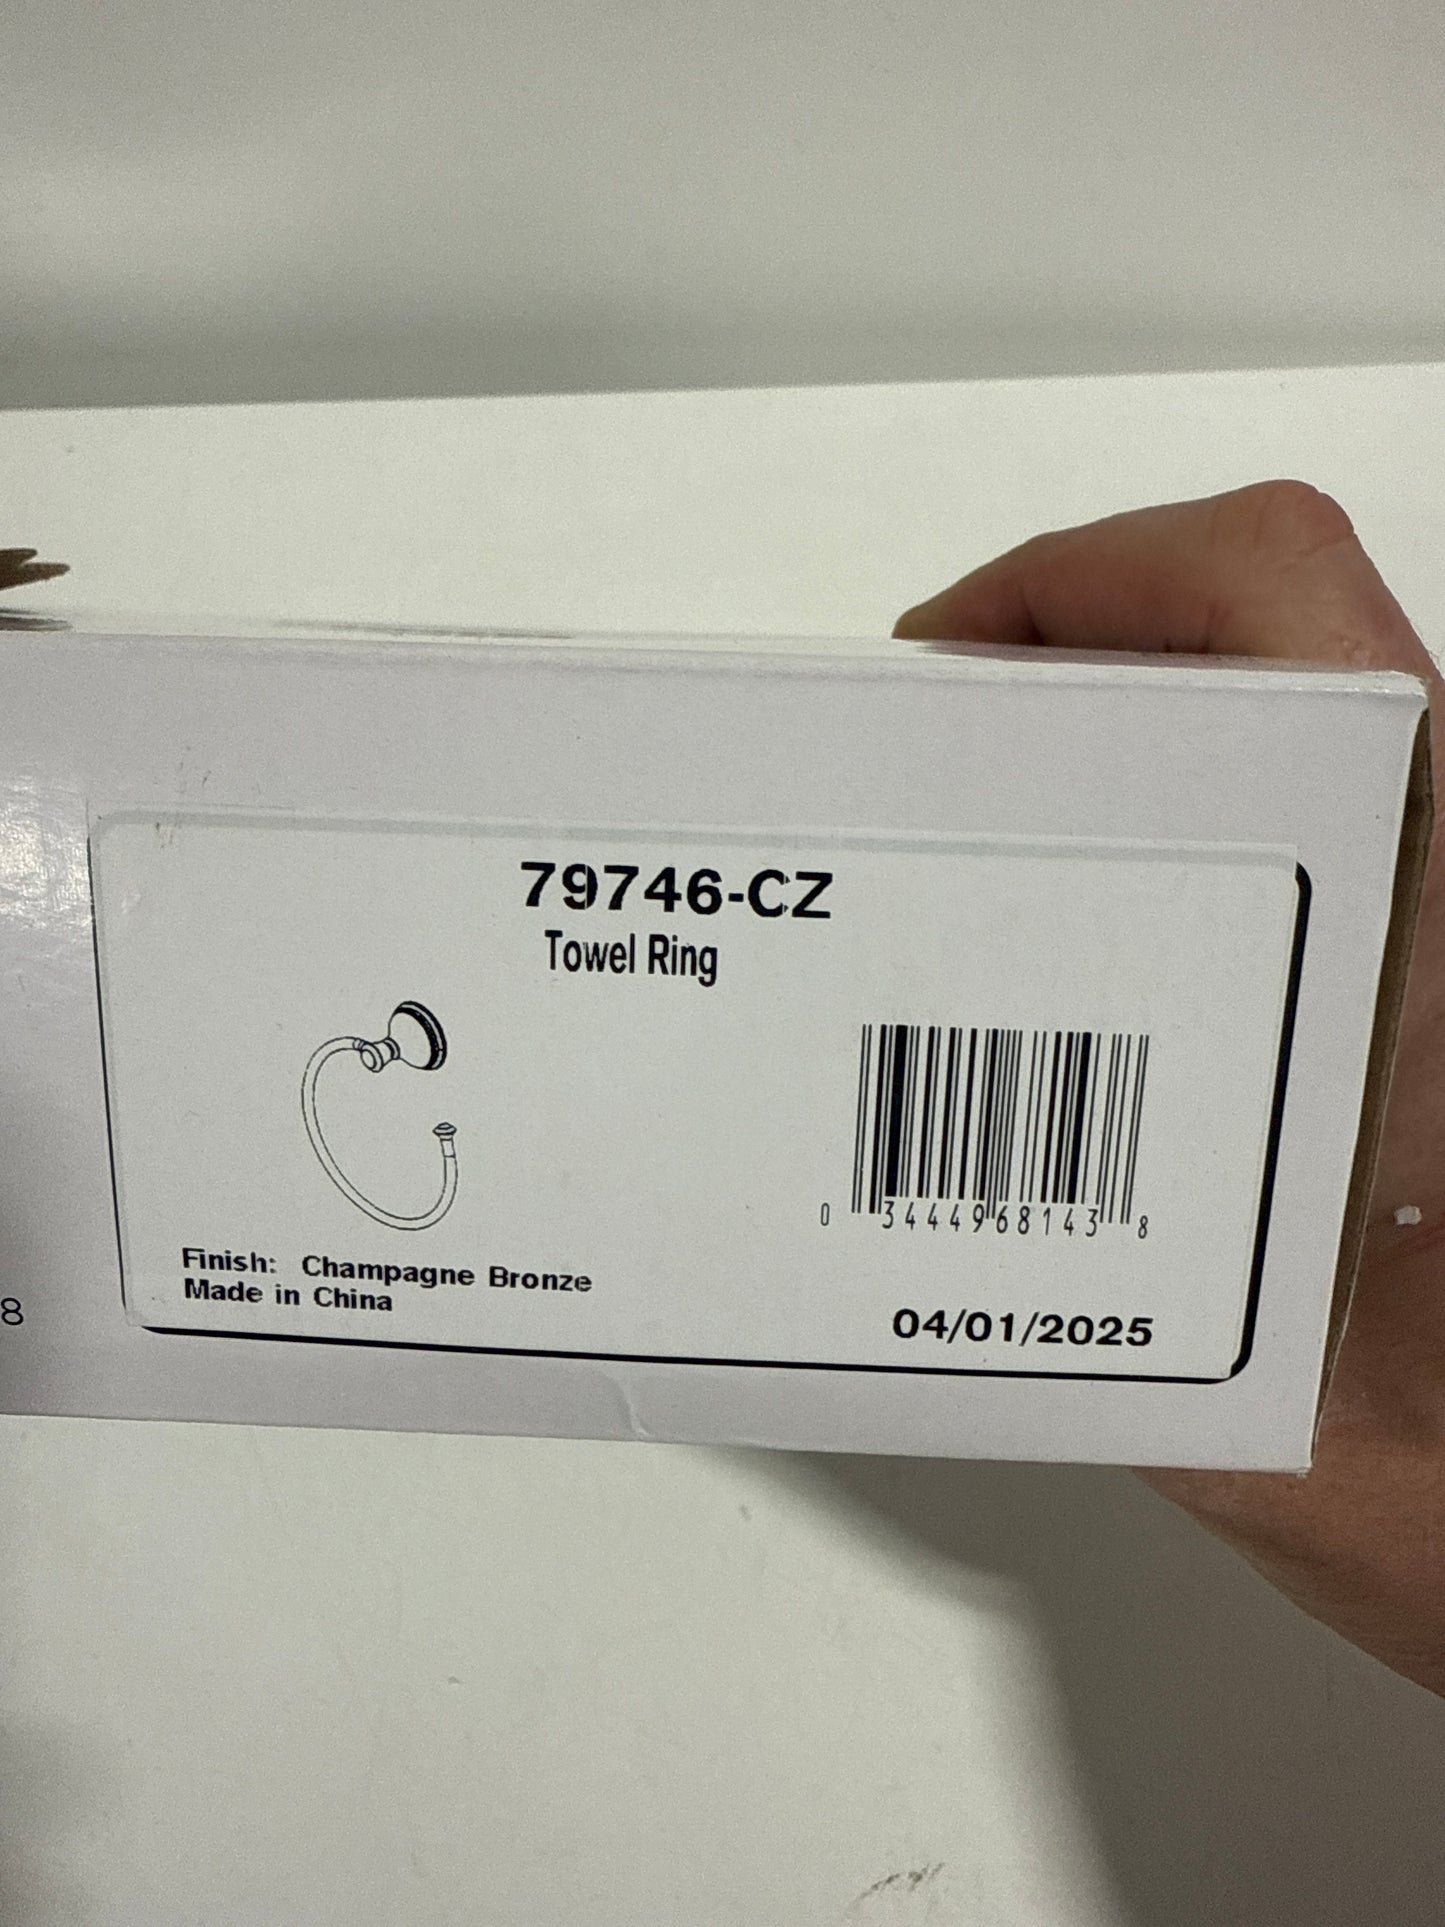 79746-CZ
Towel Ring
0 34449 68143 8
Finish: Champagne Bronze
Made in China
04/01/2025
8